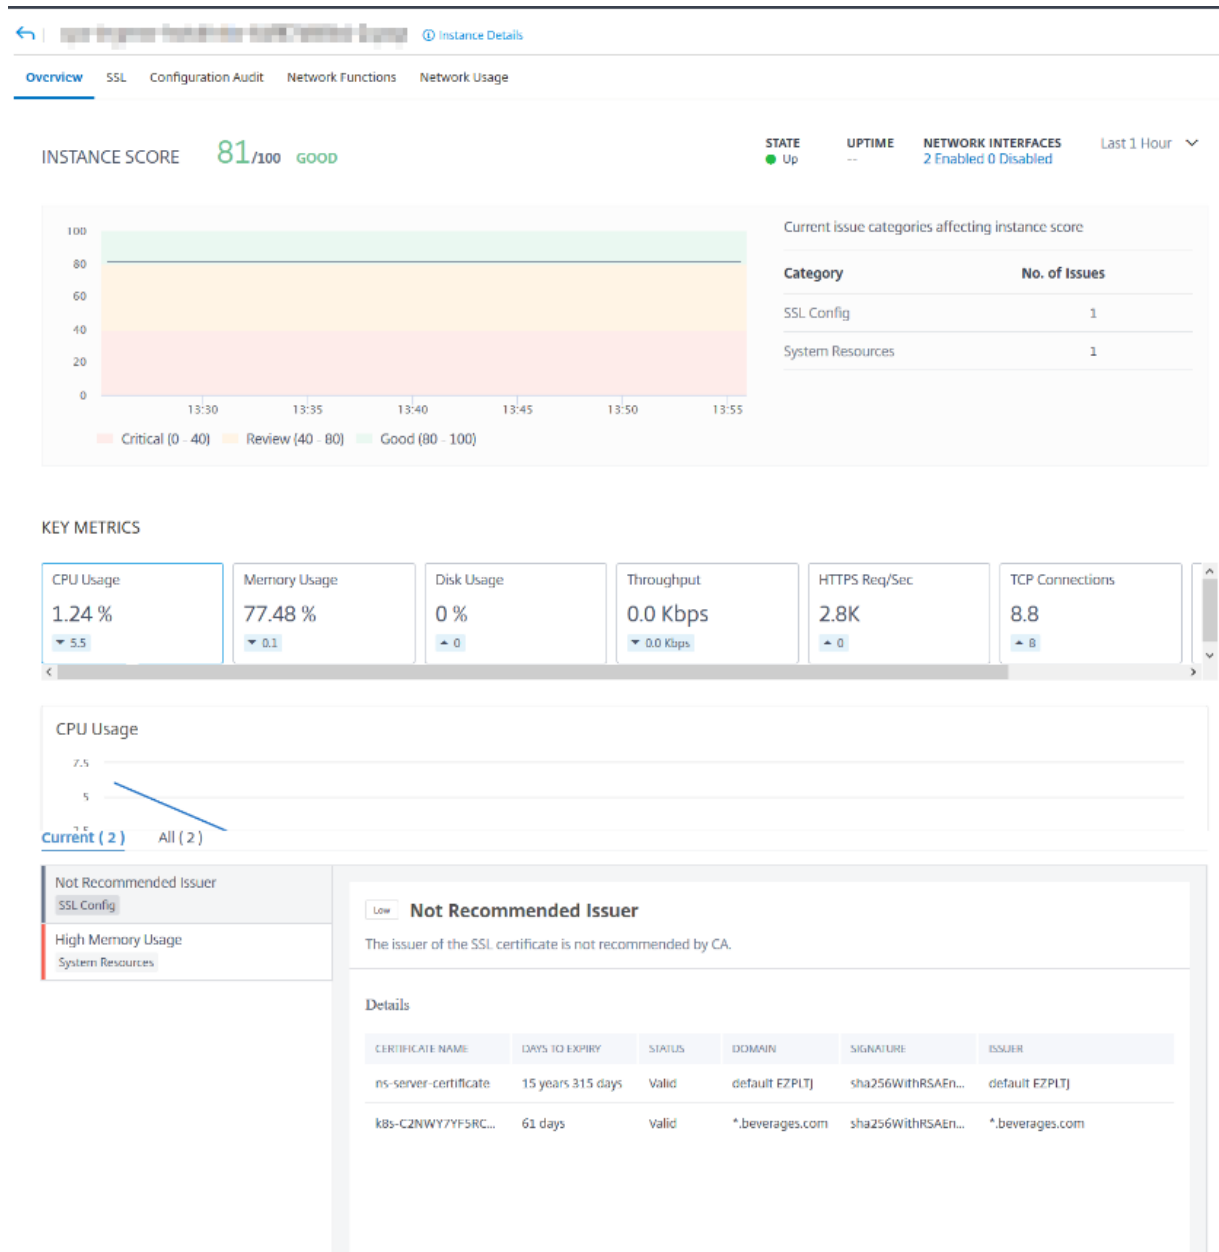 Instance Details
Overview SSL Configuration Audit Network Functions Network Usage
INSTANCE SCORE 81/100 GOOD
STATE UPTIME NETWORK INTERFACES Last 1 Hour
Up -- 2 Enabled 0 Disabled
100
80
60
40
20
0
13:30 13:35 13:40 13:45 13:50 13:55
Critical (0 - 40) Review (40 - 80) Good (80 - 100)
Current issue categories affecting instance score
Category No. of Issues
SSL Config 1
System Resources 1
KEY METRICS
CPU Usage
1.24 %
5.5
Memory Usage
77.48 %
0.1
Disk Usage
0 %
0
Throughput
0.0 Kbps
0.0 Kbps
HTTPS Req/Sec
2.8K
0
TCP Connections
8.8
8
CPU Usage
7.5
5
Current ( 2 ) All ( 2 )
Not Recommended Issuer
SSL Config
High Memory Usage
System Resources
Low Not Recommended Issuer
The issuer of the SSL certificate is not recommended by CA.
Details
CERTIFICATE NAME DAYS TO EXPIRY STATUS DOMAIN SIGNATURE ISSUER
ns-server-certificate 15 years 315 days Valid default EZPLTJ sha256WithRSAEn... default EZPLTJ
k8s-C2NWY7YF5RC... 61 days Valid *.beverages.com sha256WithRSAEn... *.beverages.com